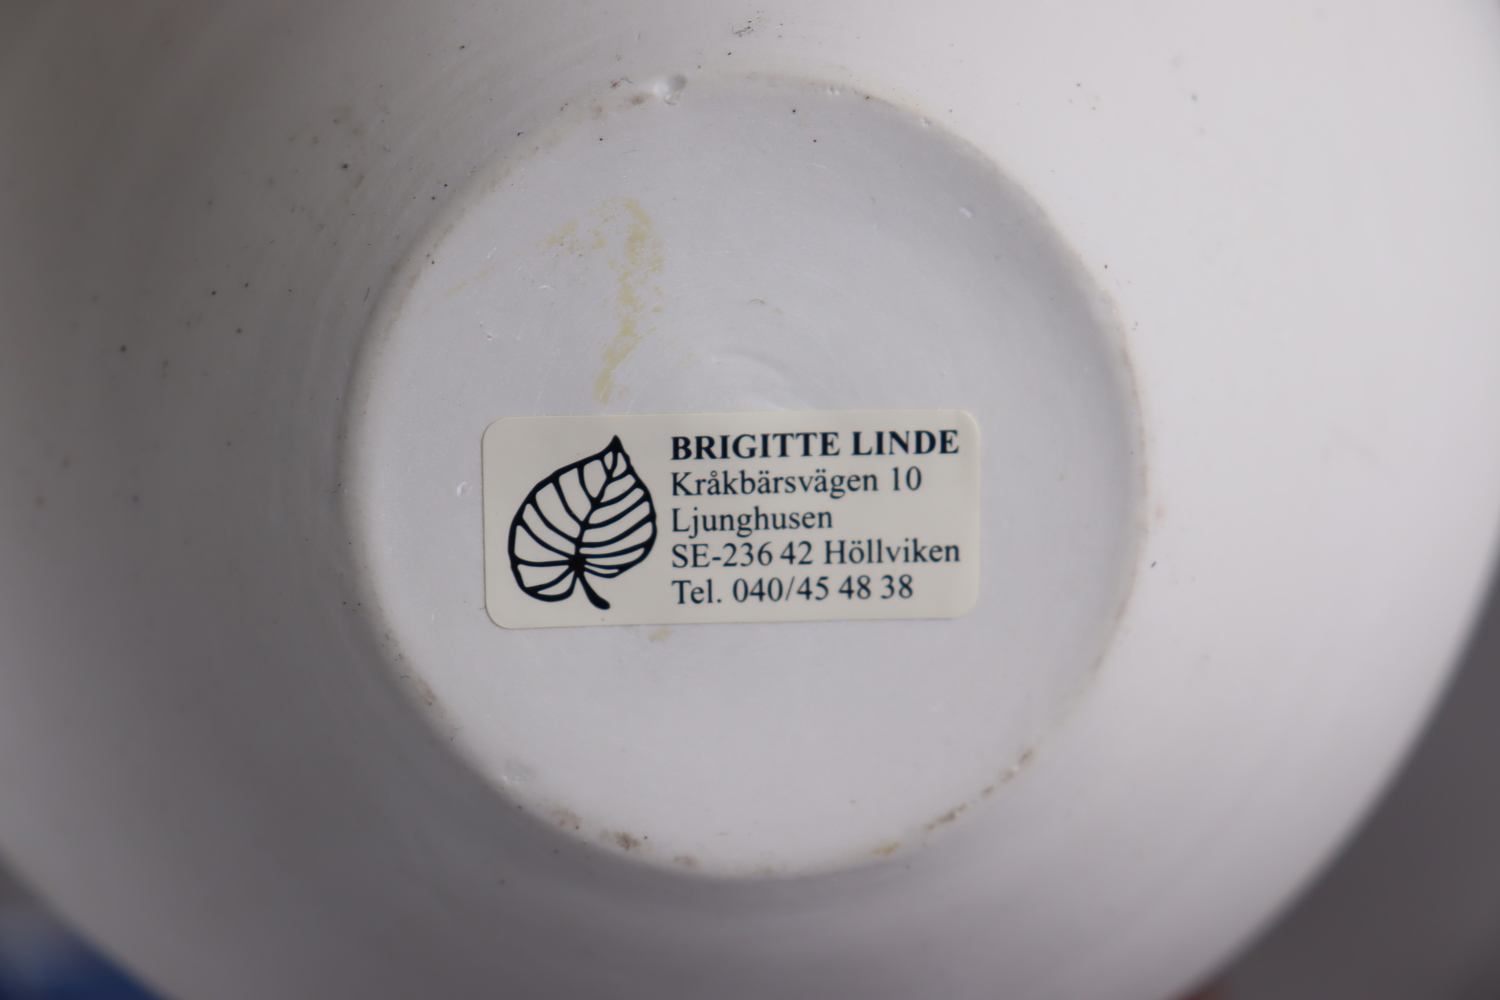 BRIGITTE LINDE
Kråkbärsvägen 10
Ljunghusen
SE-236 42 Höllviken
Tel. 040/45 48 38